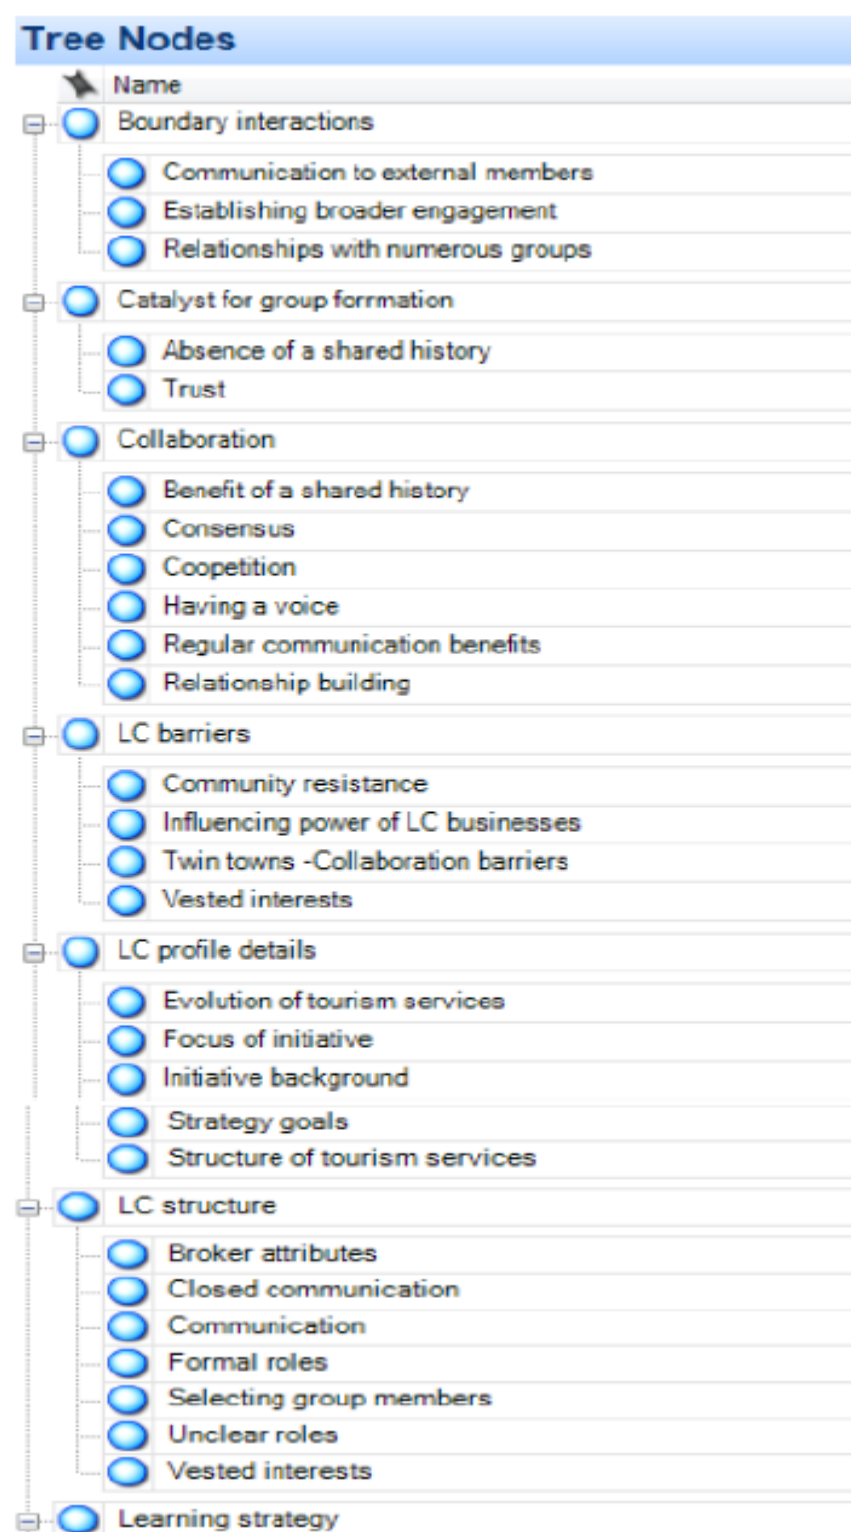 Tree Nodes
Name
Boundary interactions
Communication to external members
Establishing broader engagement
Relationships with numerous groups
Catalyst for group forrmation
Absence of a shared history
Trust
Collaboration
Benefit of a shared history
Consensus
Coopetition
Having a voice
Regular communication benefits
Relationship building
LC barriers
Community resistance
Influencing power of LC businesses
Twin towns -Collaboration barriers
Vested interests
LC profile details
Evolution of tourism services
Focus of initiative
Initiative background
Strategy goals
Structure of tourism services
LC structure
Broker attributes
Closed communication
Communication
Formal roles
Selecting group members
Unclear roles
Vested interests
Learning strategy